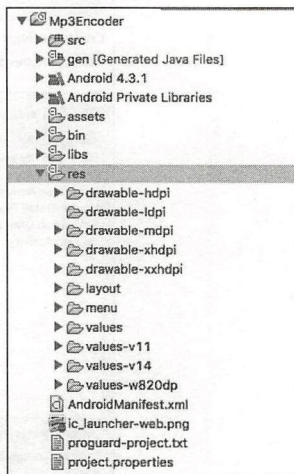 Mp3Encoder
src
gen [Generated Java Files]
Android 4.3.1
Android Private Libraries
assets
bin
libs
res
drawable-hdpi
drawable-ldpi
drawable-mdpi
drawable-xhdpi
drawable-xxhdpi
layout
menu
values
values-v11
values-v14
values-w820dp
AndroidManifest.xml
ic_launcher-web.png
proguard-project.txt
project.properties